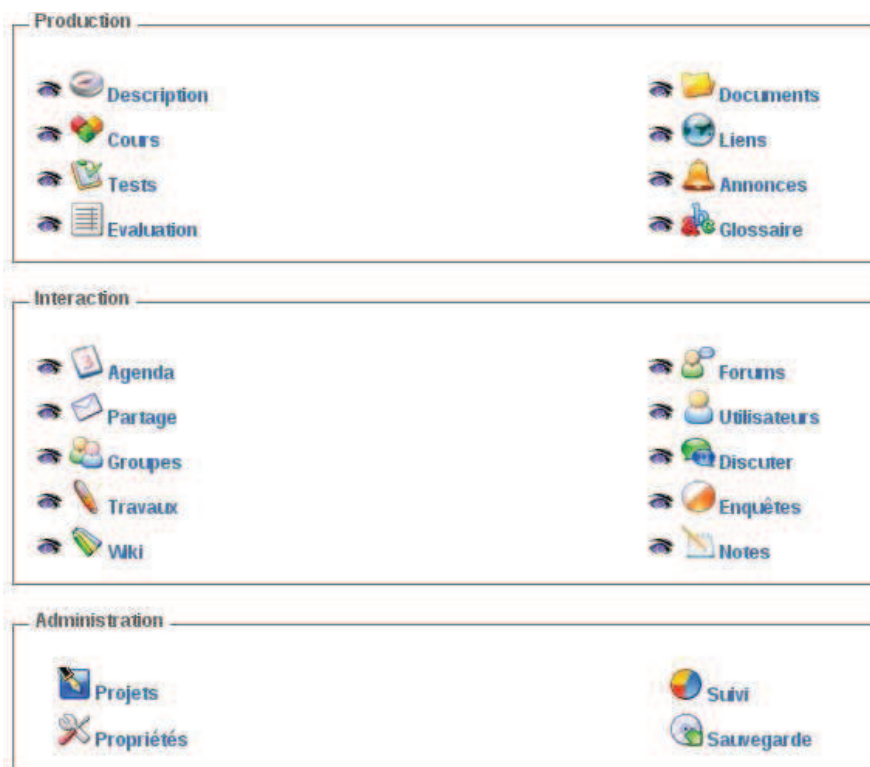 Production
Description Documents
Cours Liens
Tests Annonces
Evaluation Glossaire
Interaction
Agenda Forums
Partage Utilisateurs
Groupes Discuter
Travaux Enquêtes
Wiki Notes
Administration
Projets Suivi
Propriétés Sauvegarde